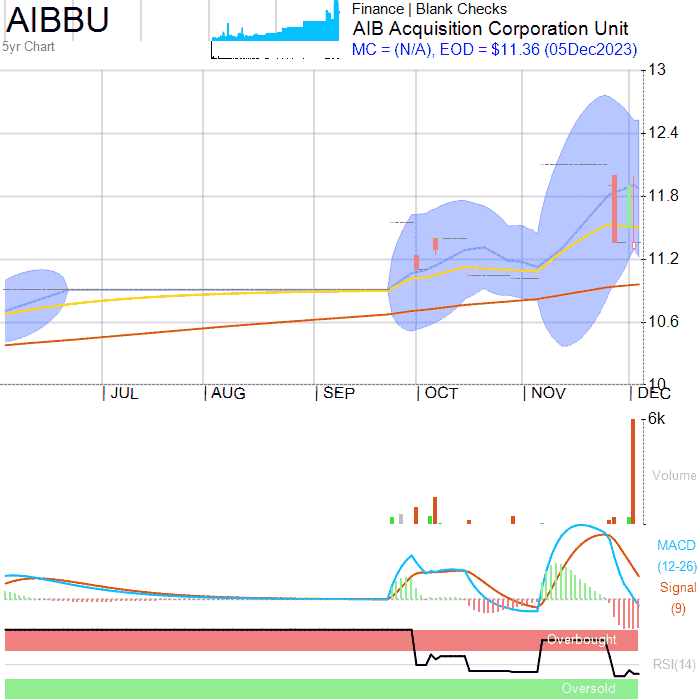 AIBBU
5yr Chart
Finance | Blank Checks
AIB Acquisition Corporation Unit
MC = (N/A), EOD = $11.36 (05Dec2023)
13
12.4
11.8
11.2
10.6
10
JUL AUG SEP OCT NOV DEC
6k
Volume
MACD
(12-26)
Signal
(9)
Overbought
RSI(14)
Oversold